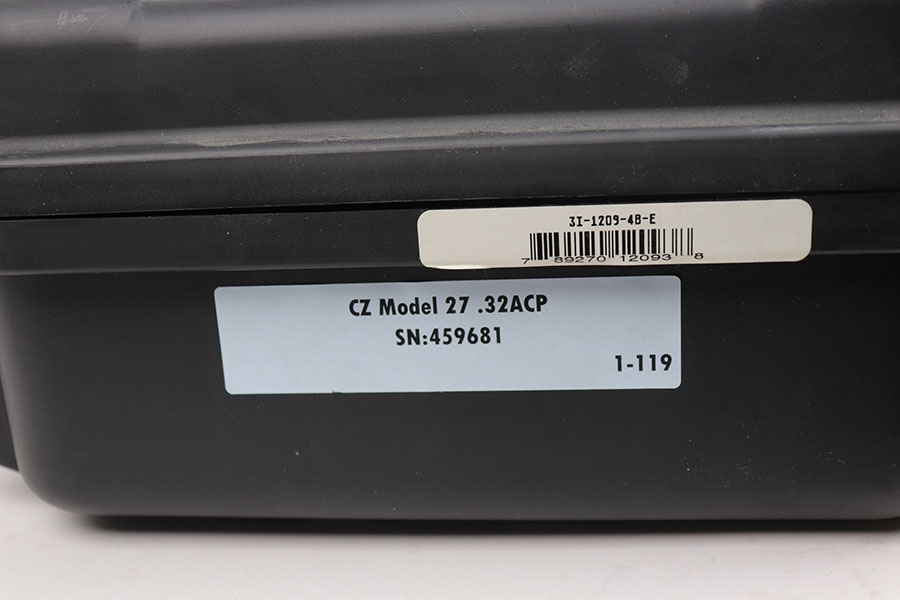 3I-1209-4B-E
7 89270 12093 8
CZ Model 27 .32ACP
SN:459681
1-119